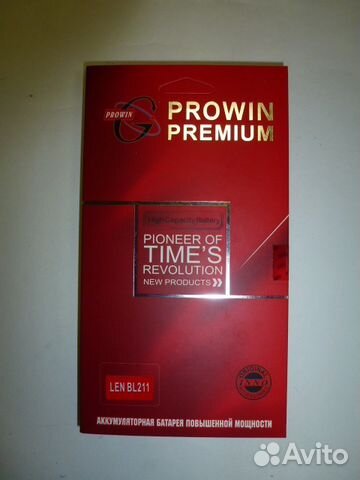 PROWIN
G
PROWIN
PREMIUM
High Capacity Battery
PIONEER OF
TIME'S
REVOLUTION
NEW PRODUCTS
LEN BL211
ORIGINAL
АККУМУЛЯТОРНАЯ БАТАРЕЯ ПОВЫШЕННОЙ МОЩНОСТИ
Avito